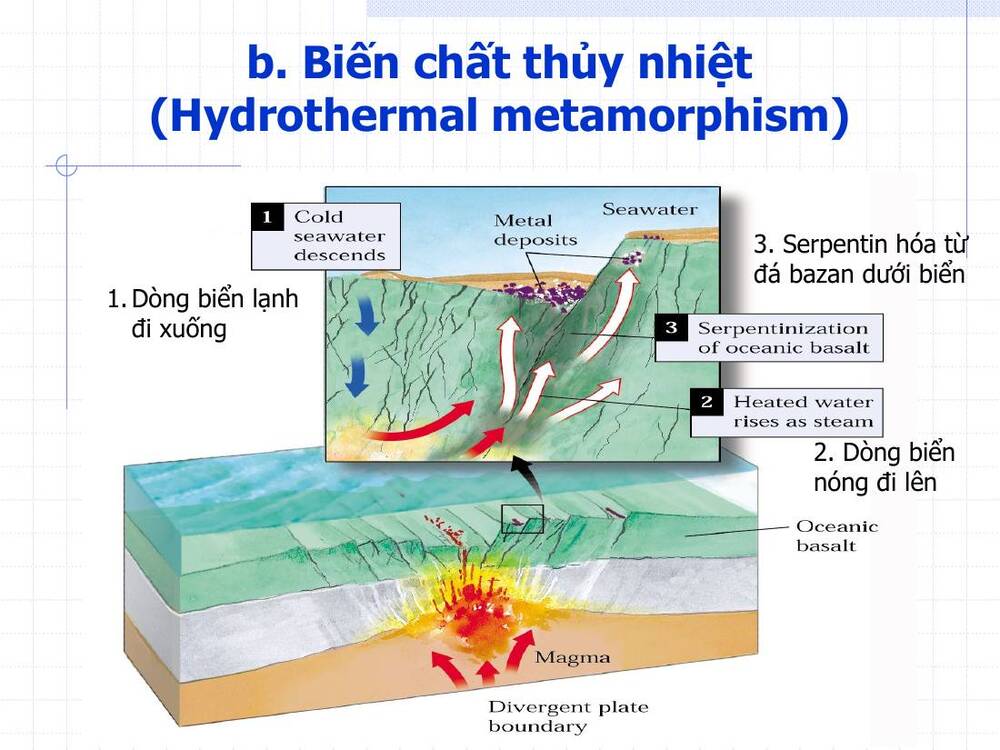 b. Biến chất thủy nhiệt
(Hydrothermal metamorphism)
1 Cold
seawater
descends
Metal
deposits
Seawater
3. Serpentin hóa từ
đá bazan dưới biển
1. Dòng biển lạnh
đi xuống
3 Serpentinization
of oceanic basalt
2 Heated water
rises as steam
2. Dòng biển
nóng đi lên
Oceanic
basalt
Magma
Divergent plate
boundary